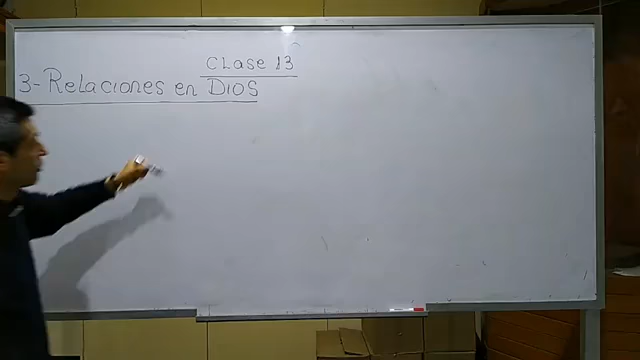 Clase 13
3- Relaciones en DIOS